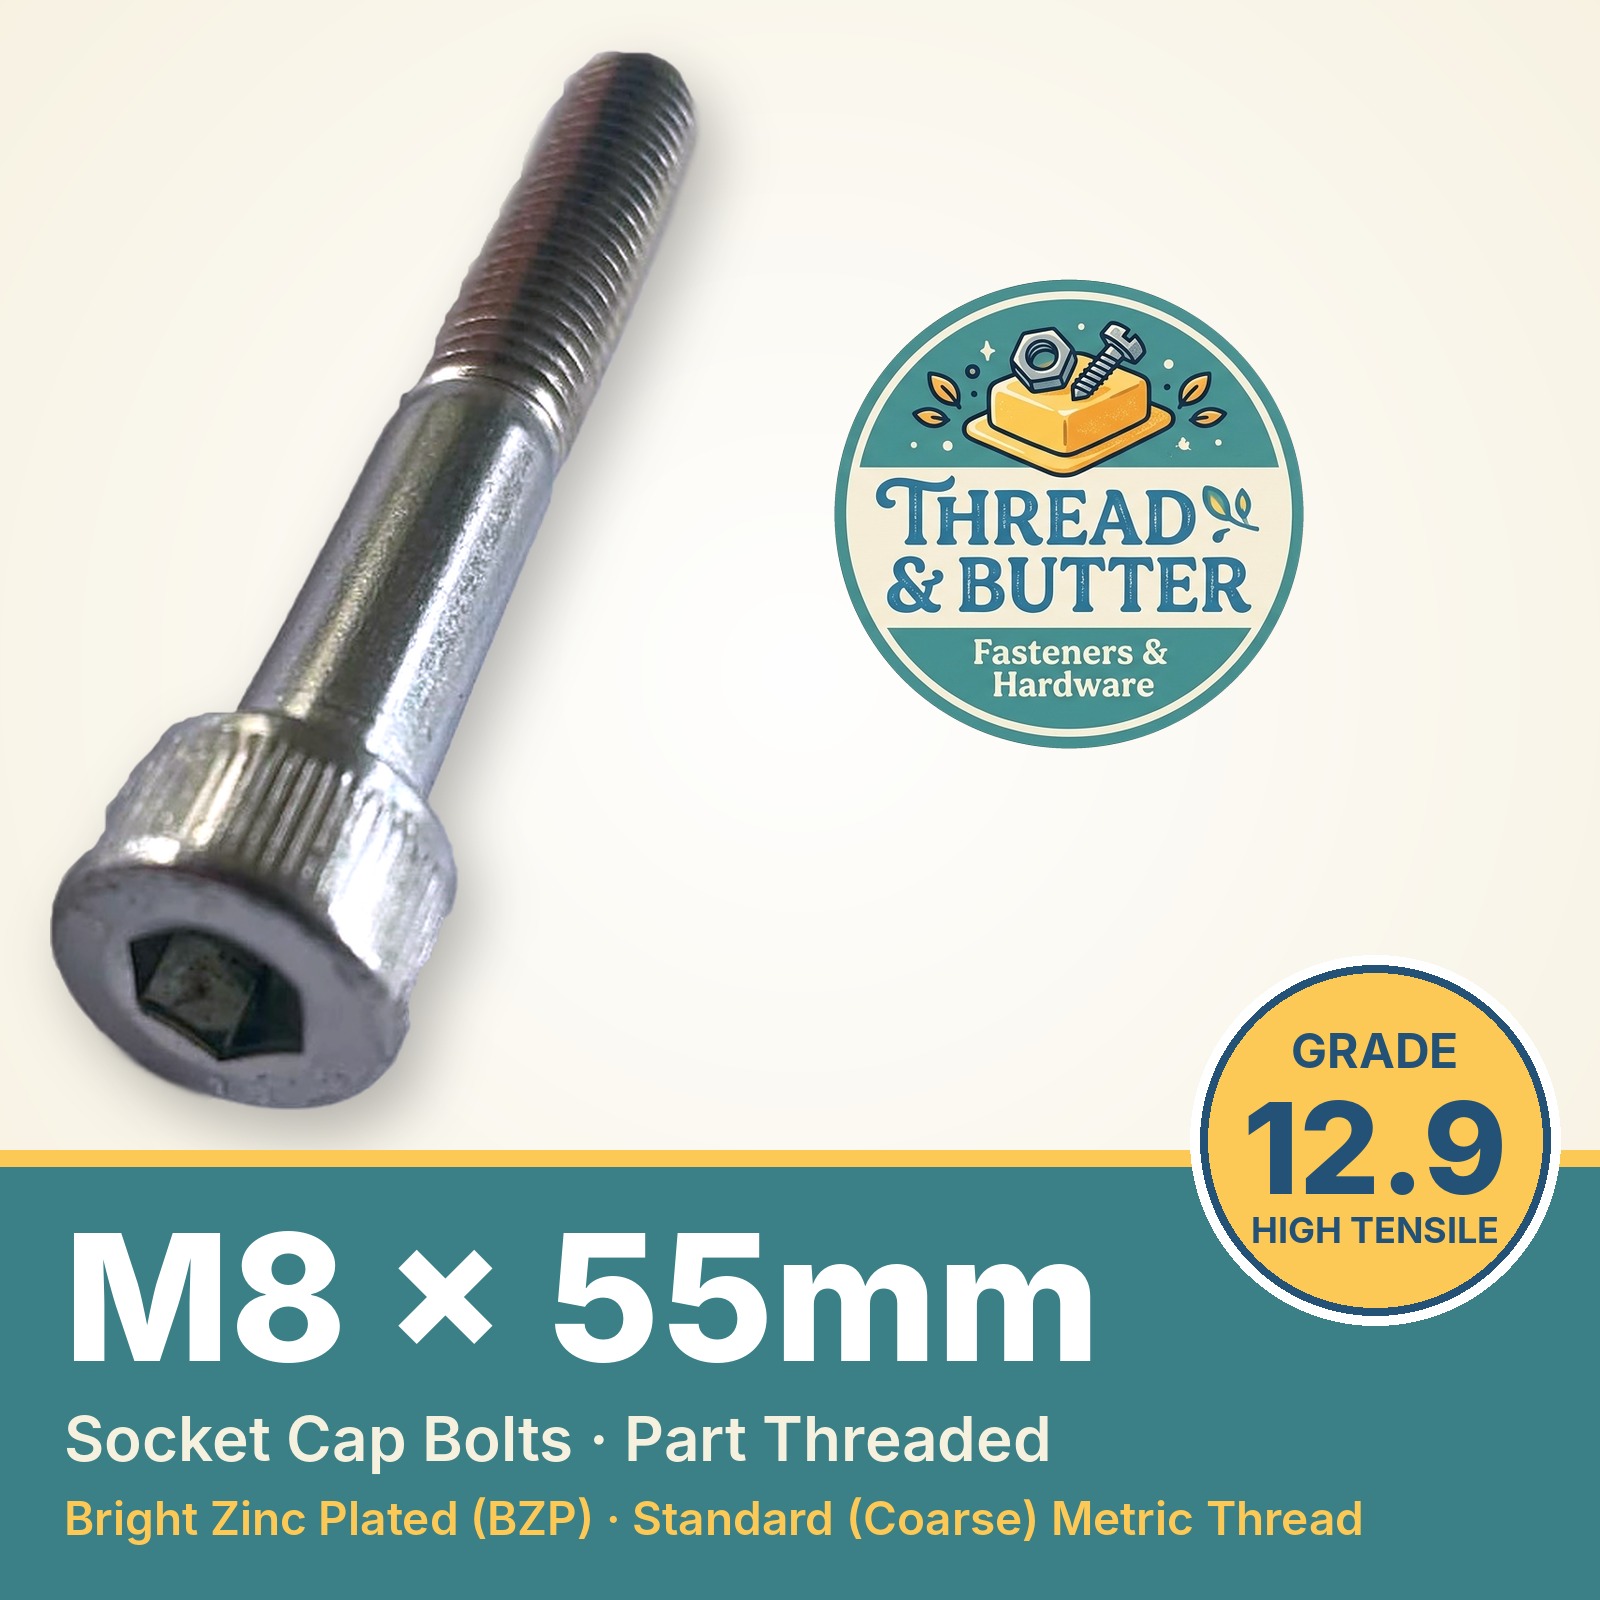 THREAD
& BUTTER
Fasteners &
Hardware
GRADE
12.9
HIGH TENSILE
M8 × 55mm
Socket Cap Bolts · Part Threaded
Bright Zinc Plated (BZP) · Standard (Coarse) Metric Thread